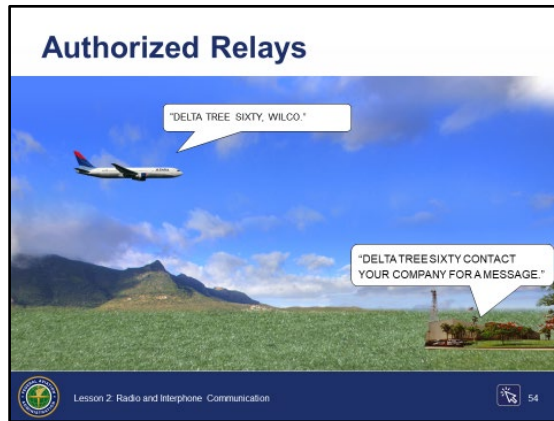 Authorized Relays
"DELTA TREE SIXTY, WILCO."
"DELTA TREE SIXTY CONTACT
YOUR COMPANY FOR A MESSAGE."
Lesson 2: Radio and Interphone Communication
54